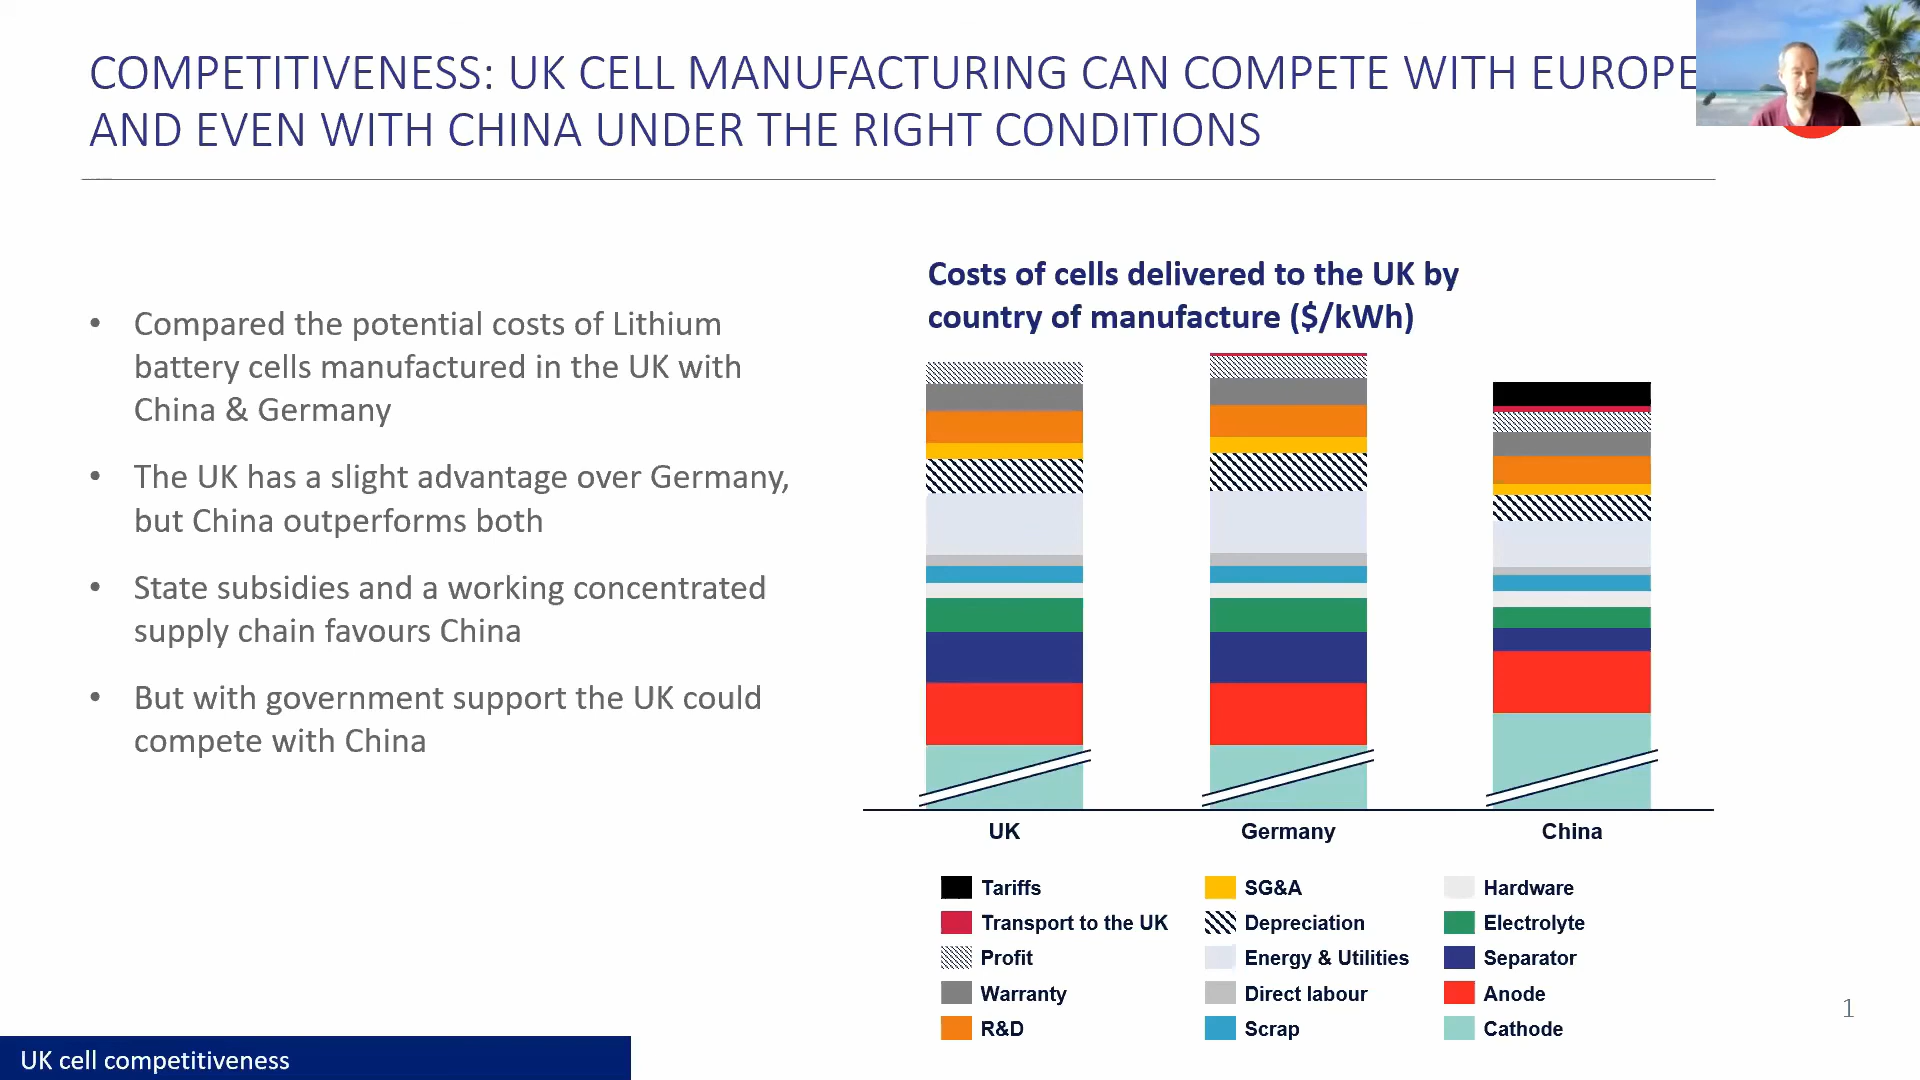 COMPETITIVENESS: UK CELL MANUFACTURING CAN COMPETE WITH EUROPE
AND EVEN WITH CHINA UNDER THE RIGHT CONDITIONS
• Compared the potential costs of Lithium
battery cells manufactured in the UK with
China & Germany
• The UK has a slight advantage over Germany,
but China outperforms both
• State subsidies and a working concentrated
supply chain favours China
• But with government support the UK could
compete with China
Costs of cells delivered to the UK by
country of manufacture ($/kWh)
UK
Germany
China
Tariffs
Transport to the UK
Profit
Warranty
R&D
SG&A
Depreciation
Energy & Utilities
Direct labour
Scrap
Hardware
Electrolyte
Separator
Anode
Cathode
UK cell competitiveness
1